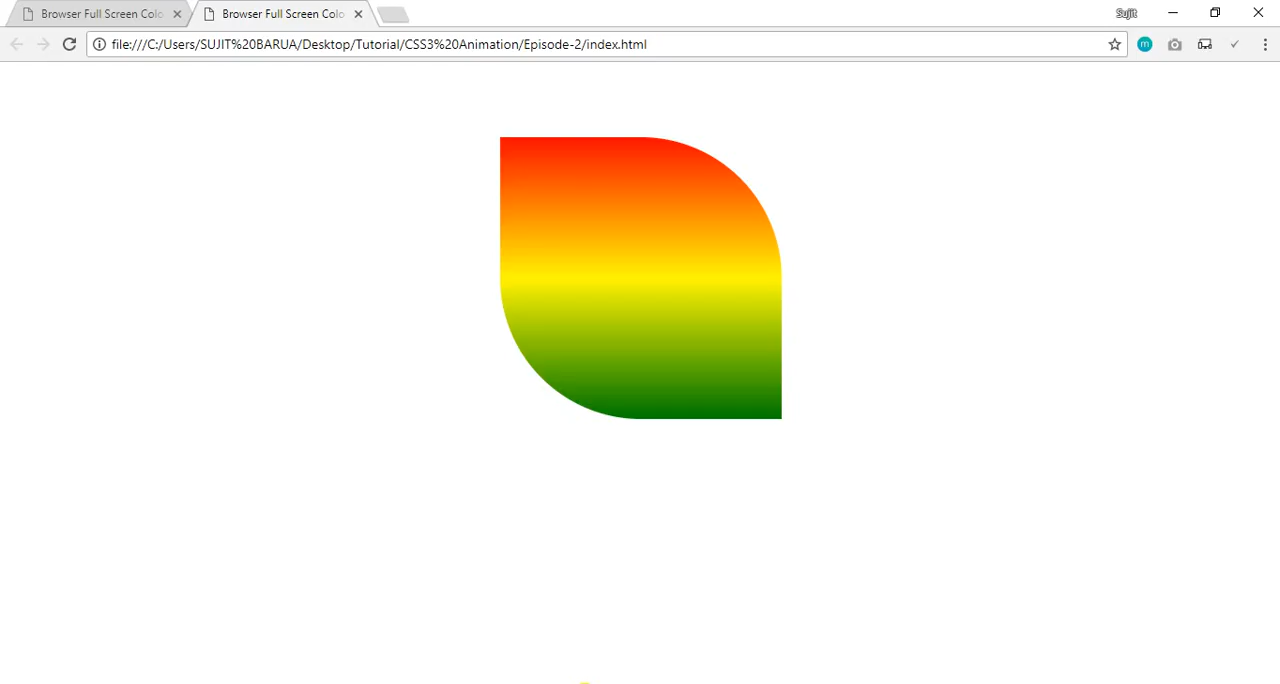 Browser Full Screen Colo
Browser Full Screen Colo
Sujit
file:///C:/Users/SUJIT%20BARUA/Desktop/Tutorial/CSS3%20Animation/Episode-2/index.html
m